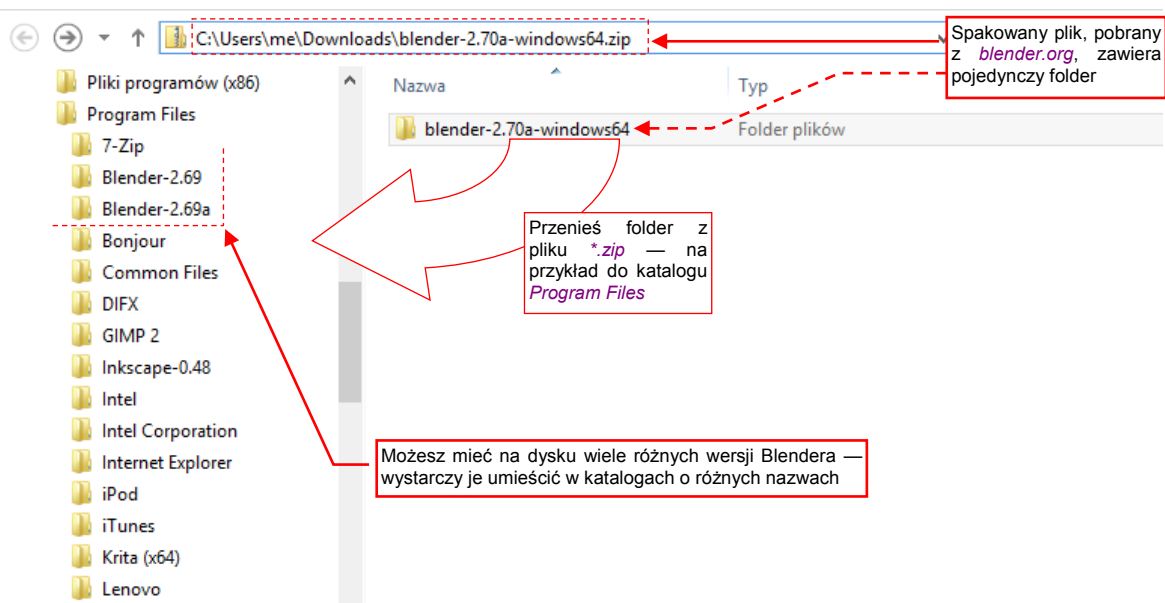 C:\Users\me\Downloads\blender-2.70a-windows64.zip
Spakowany plik, pobrany
z blender.org, zawiera
pojedynczy folder
Pliki programów (x86)
Program Files
7-Zip
Blender-2.69
Blender-2.69a
Bonjour
Common Files
DIFX
GIMP 2
Inkscape-0.48
Intel
Intel Corporation
Internet Explorer
iPod
iTunes
Krita (x64)
Lenovo
Nazwa Typ
blender-2.70a-windows64 Folder plików
Przenieś folder z
pliku *.zip — na
przykład do katalogu
Program Files
Możesz mieć na dysku wiele różnych wersji Blendera —
wystarczy je umieścić w katalogach o różnych nazwach